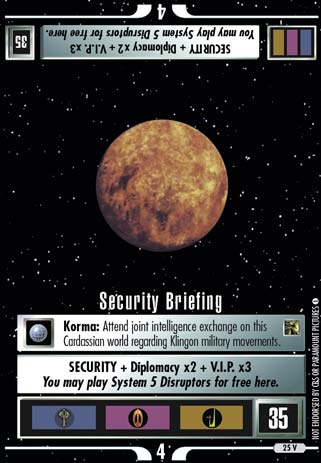 4
SECURITY + Diplomacy x2 + V.I.P. x3
You may play System 5 Disruptors for free here.
35
Security Briefing
Korma: Attend joint intelligence exchange on this
Cardassian world regarding Klingon military movements.
SECURITY + Diplomacy x2 + V.I.P. x3
You may play System 5 Disruptors for free here.
35
4
25 V
NOT ENDORSED BY CBS OR PARAMOUNT PICTURES